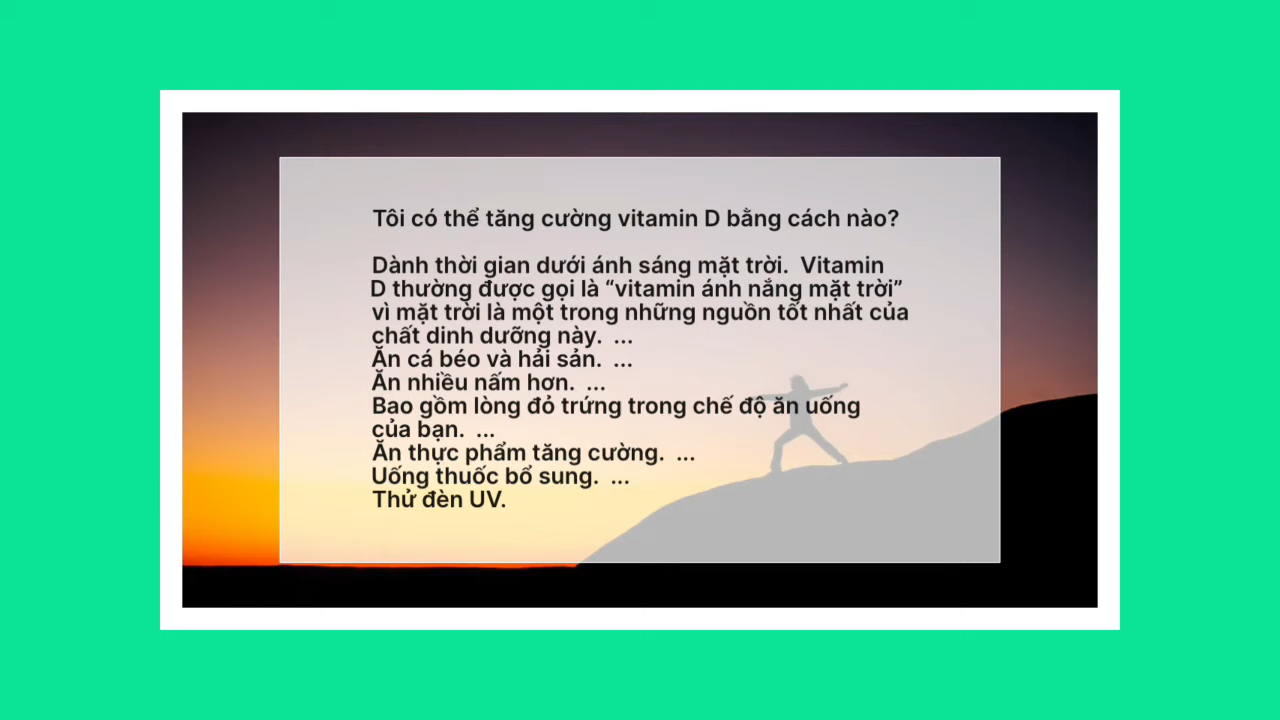 Tôi có thể tăng cường vitamin D bằng cách nào?
Dành thời gian dưới ánh sáng mặt trời.  Vitamin
D thường được gọi là “vitamin ánh nắng mặt trời”
vì mặt trời là một trong những nguồn tốt nhất của
chất dinh dưỡng này.  ...
Ăn cá béo và hải sản.  ...
Ăn nhiều nấm hơn.  ...
Bao gồm lòng đỏ trứng trong chế độ ăn uống
của bạn.  ...
Ăn thực phẩm tăng cường.  ...
Uống thuốc bổ sung.  ...
Thử đèn UV.